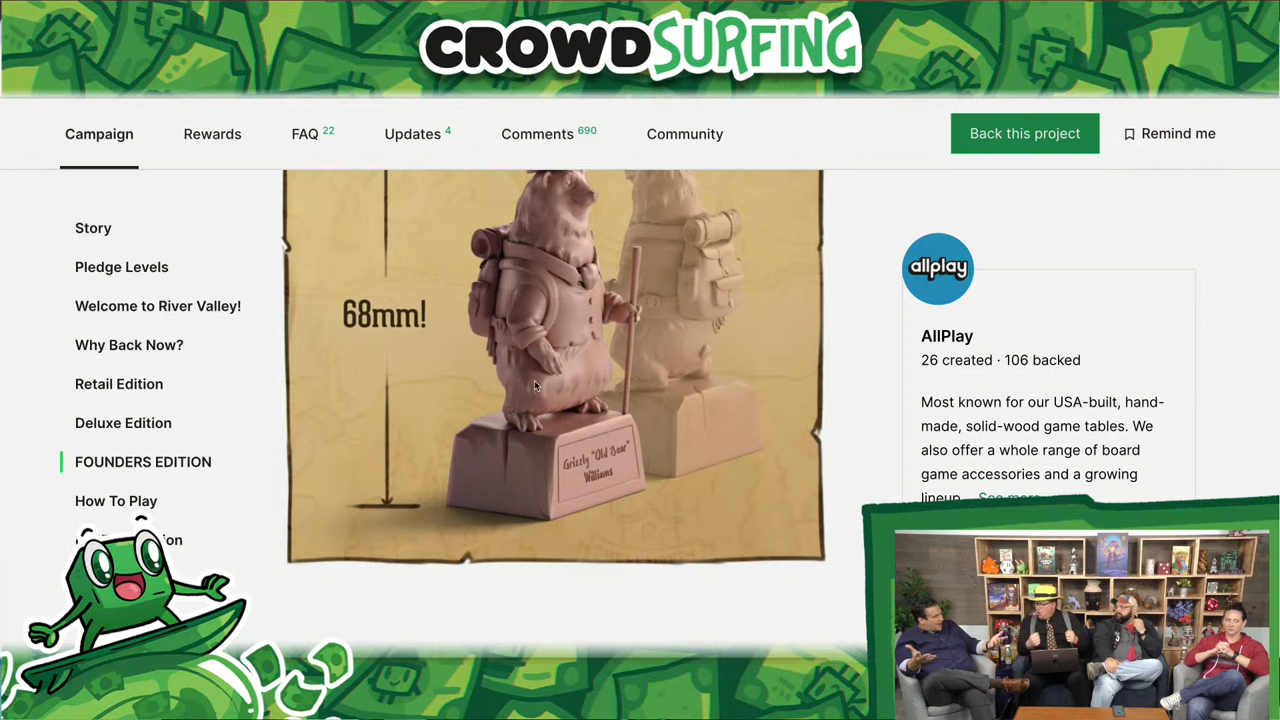 CROWDSURFING
Campaign
Rewards
FAQ 22
Updates 4
Comments 690
Community
Back this project
Remind me
Story
Pledge Levels
Welcome to River Valley!
Why Back Now?
Retail Edition
Deluxe Edition
FOUNDERS EDITION
How To Play
68mm!
Grizzly "Old Bear"
Williams
allplay
AllPlay
26 created · 106 backed
Most known for our USA-built, hand-
made, solid-wood game tables. We
also offer a whole range of board
game accessories and a growing
lineup... See more